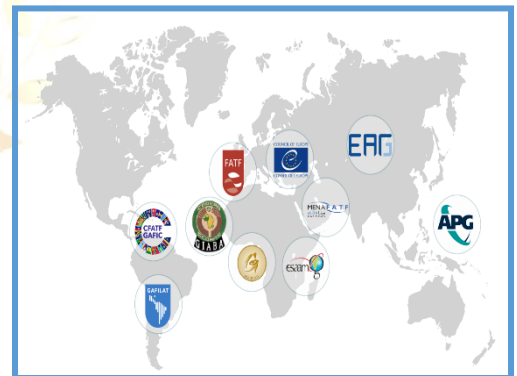 EAG
COUNCIL OF EUROPE
CONSEIL DE L'EUROPE
FATF
MENAFATF
APG
CFATF
GAFIC
GIABA
esaamlg
GAFILAT